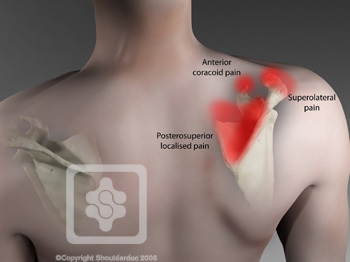 Anterior
coracoid pain
Superolateral
pain
Posterosuperior
localised pain
©Copyright Shoulderdoc 2006